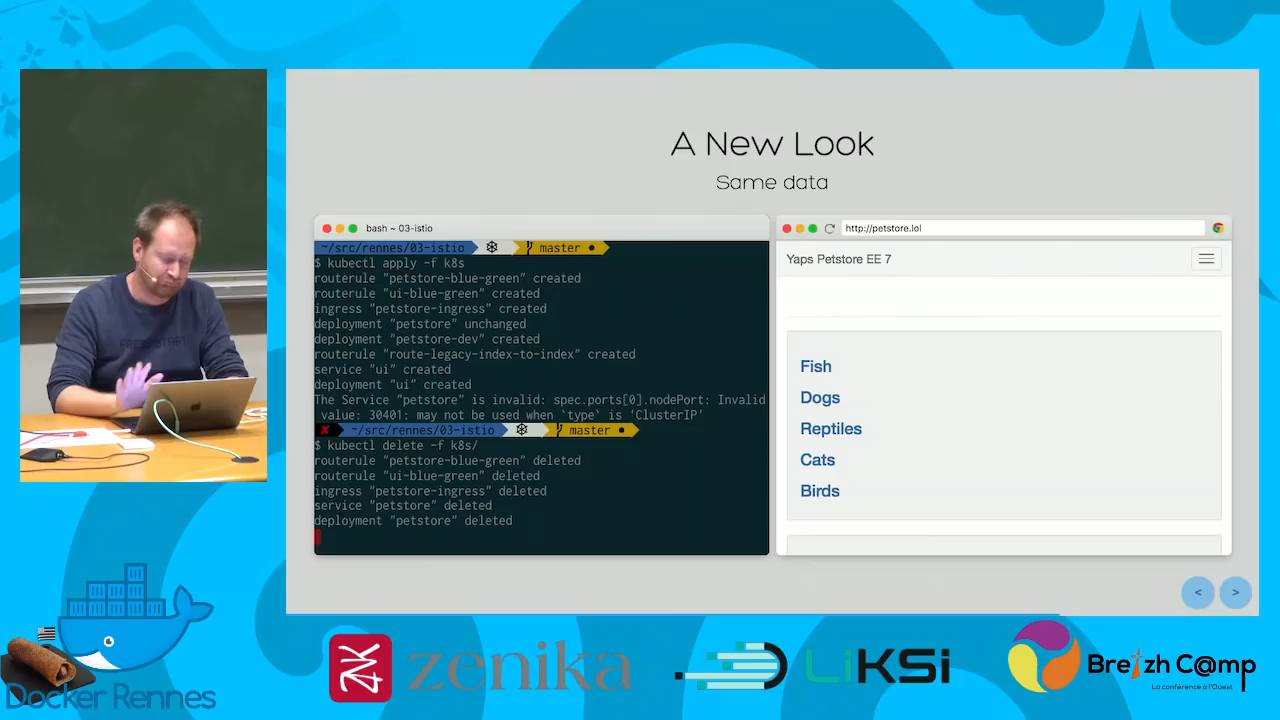 A New Look
Same data
bash ~ 03-istio
~/src/rennes/03-istio master
$ kubectl apply -f k8s
routerule "petstore-blue-green" created
routerule "ui-blue-green" created
ingress "petstore-ingress" created
deployment "petstore" unchanged
deployment "petstore-dev" created
routerule "route-legacy-index-to-index" created
service "ui" created
deployment "ui" created
The Service "petstore" is invalid: spec.ports[0].nodePort: Invalid
value: 30401: may not be used when `type` is 'ClusterIP'
✘ ~/src/rennes/03-istio master
$ kubectl delete -f k8s/
routerule "petstore-blue-green" deleted
routerule "ui-blue-green" deleted
ingress "petstore-ingress" deleted
service "petstore" deleted
deployment "petstore" deleted
http://petstore.lol
Yaps Petstore EE 7
Fish
Dogs
Reptiles
Cats
Birds
< >
PRESS START
Docker Rennes
zenika
LiKSi
Breizh C@mp
La conférence à l'Ouest